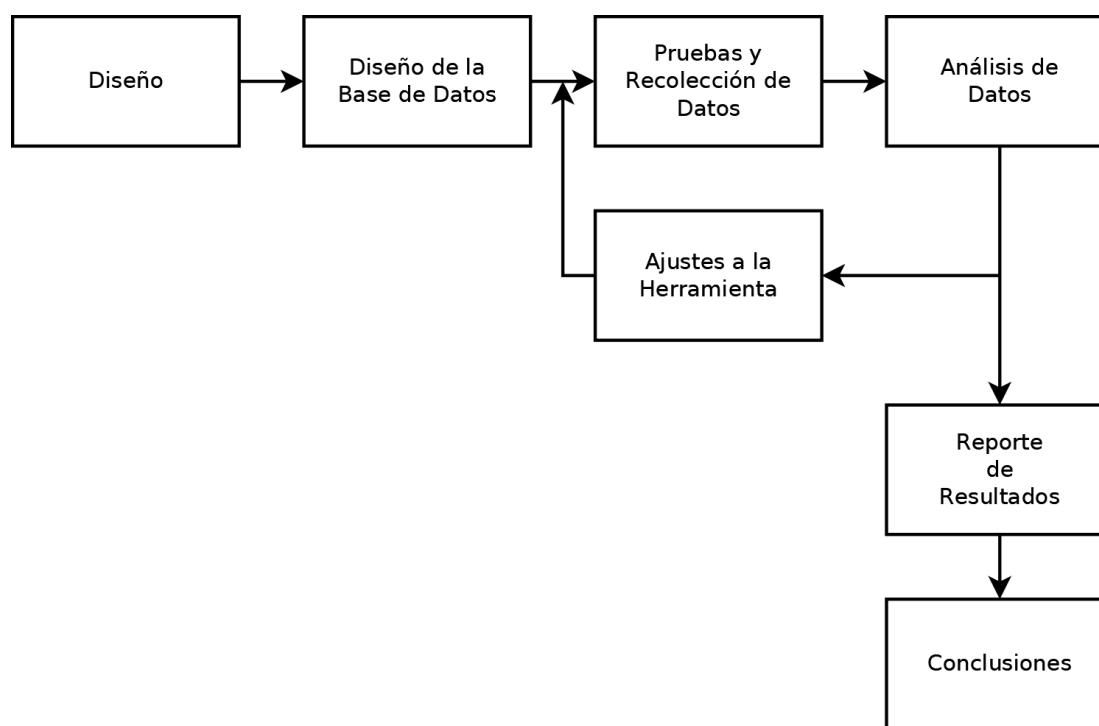 Diseño
Diseño de la
Base de Datos
Pruebas y
Recolección de
Datos
Análisis de
Datos
Ajustes a la
Herramienta
Reporte
de
Resultados
Conclusiones